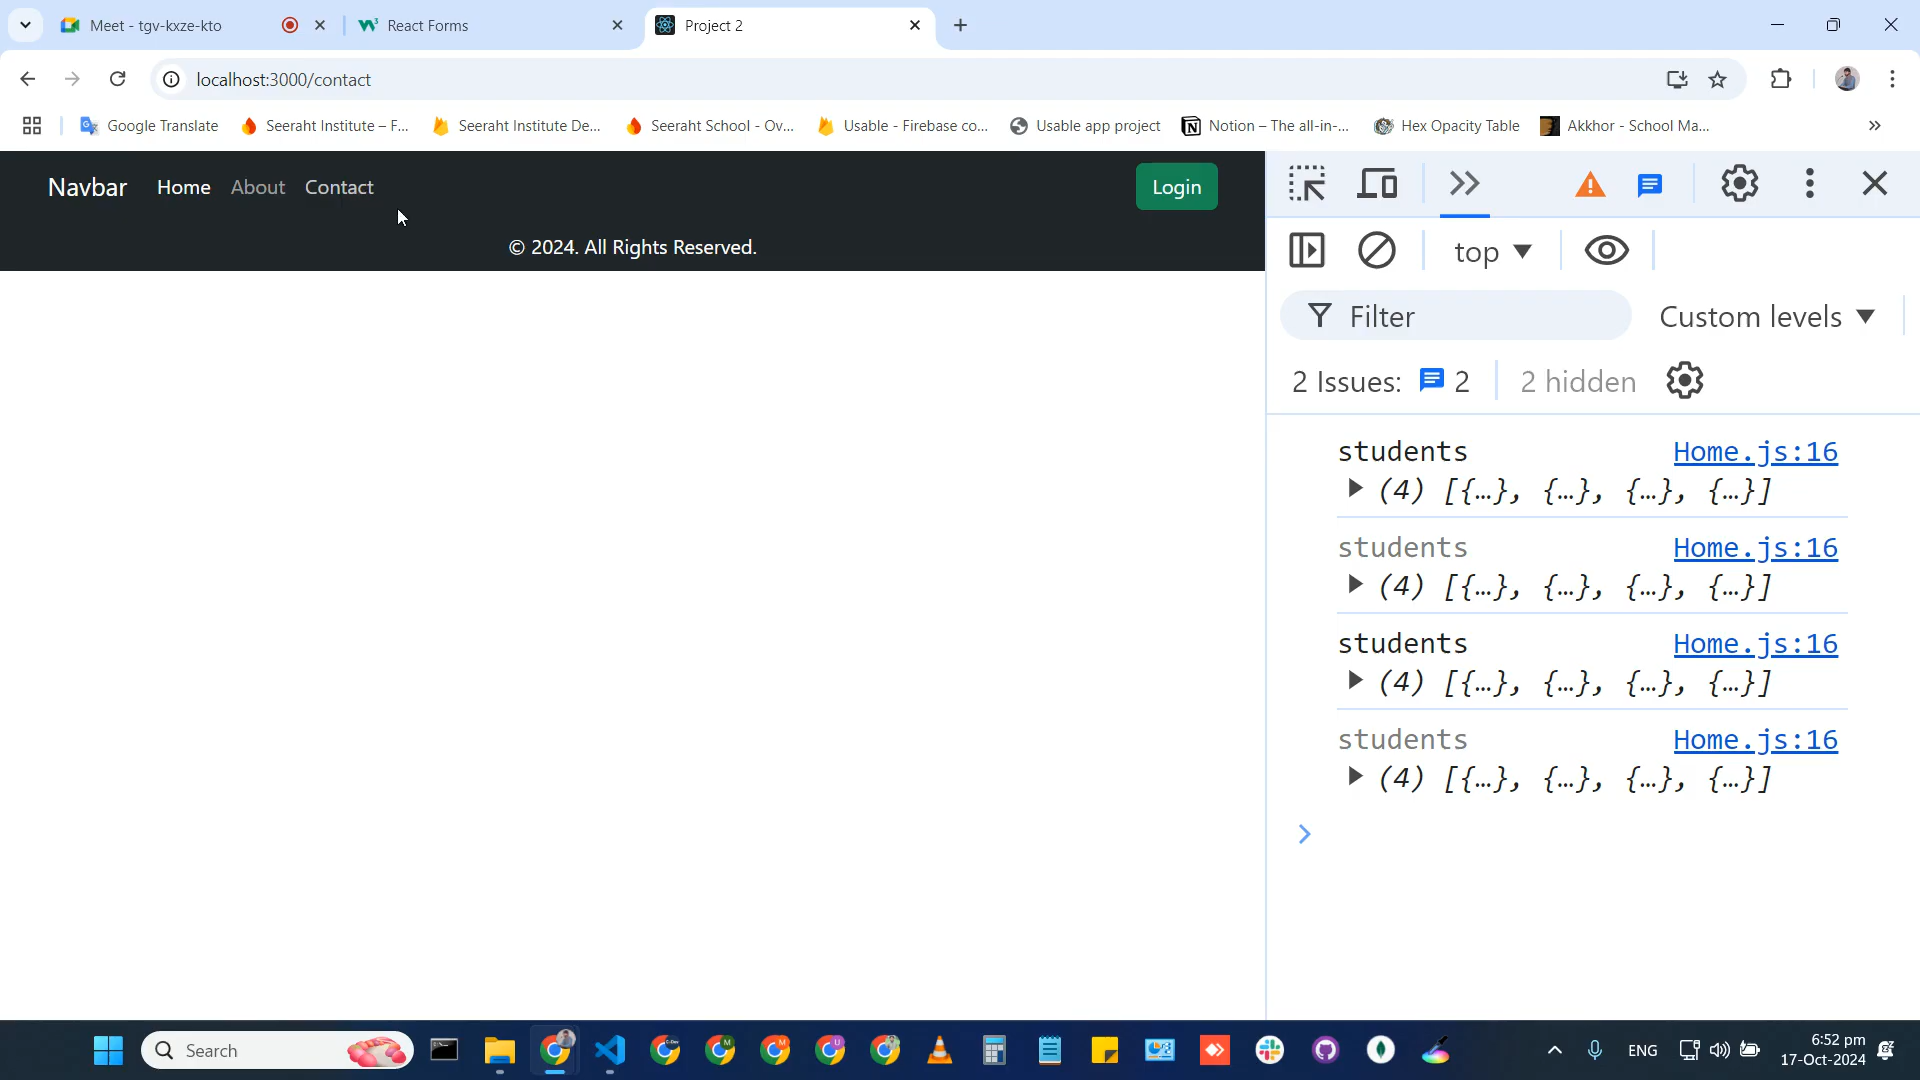 Meet - tgv-kxze-kto
React Forms
Project 2
localhost:3000/contact
Google Translate
Seeraht Institute – F...
Seeraht Institute De...
Seeraht School - Ov...
Usable - Firebase co...
Usable app project
Notion – The all-in-...
Hex Opacity Table
Akkhor - School Ma...
Navbar Home About Contact
Login
© 2024. All Rights Reserved.
top
Filter
Custom levels
2 Issues: 2
2 hidden
students Home.js:16
(4) [{…}, {…}, {…}, {…}]
students Home.js:16
(4) [{…}, {…}, {…}, {…}]
students Home.js:16
(4) [{…}, {…}, {…}, {…}]
students Home.js:16
(4) [{…}, {…}, {…}, {…}]
Search
ENG
6:52 pm
17-Oct-2024